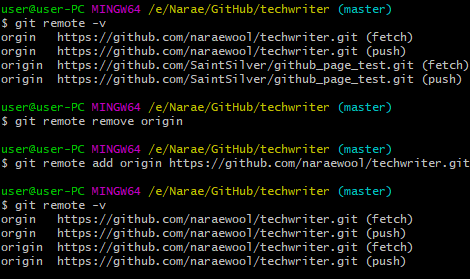 user@user-PC MINGW64 /e/Narae/GitHub/techwriter (master)
$ git remote -v
orgin   https://github.com/naraewool/techwriter.git (fetch)
orgin   https://github.com/naraewool/techwriter.git (push)
origin  https://github.com/SaintSilver/github_page_test.git (fetch)
origin  https://github.com/SaintSilver/github_page_test.git (push)

user@user-PC MINGW64 /e/Narae/GitHub/techwriter (master)
$ git remote remove origin

user@user-PC MINGW64 /e/Narae/GitHub/techwriter (master)
$ git remote add origin https://github.com/naraewool/techwriter.git

user@user-PC MINGW64 /e/Narae/GitHub/techwriter (master)
$ git remote -v
orgin   https://github.com/naraewool/techwriter.git (fetch)
orgin   https://github.com/naraewool/techwriter.git (push)
origin  https://github.com/naraewool/techwriter.git (fetch)
origin  https://github.com/naraewool/techwriter.git (push)